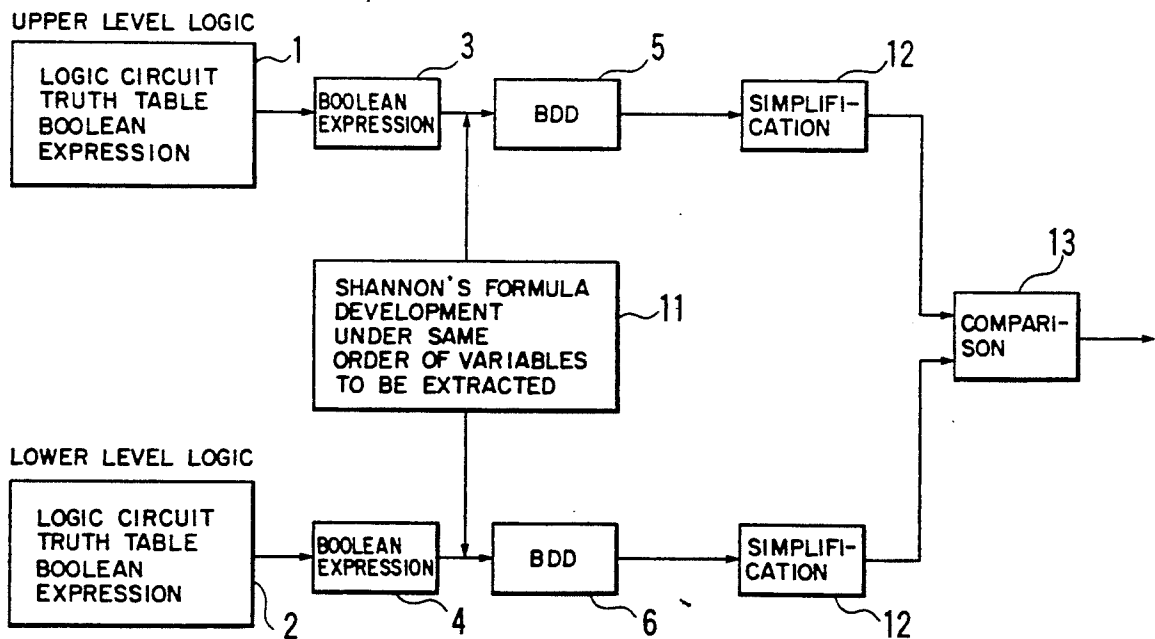 UPPER LEVEL LOGIC
1
LOGIC CIRCUIT
TRUTH TABLE
BOOLEAN
EXPRESSION
3
BOOLEAN
EXPRESSION
5
BDD
12
SIMPLIFI-
CATION
SHANNON'S FORMULA
DEVELOPMENT
UNDER SAME
ORDER OF VARIABLES
TO BE EXTRACTED
11
13
COMPARI-
SON
LOWER LEVEL LOGIC
LOGIC CIRCUIT
TRUTH TABLE
BOOLEAN
EXPRESSION
2
BOOLEAN
EXPRESSION
4
BDD
6
SIMPLIFI-
CATION
12